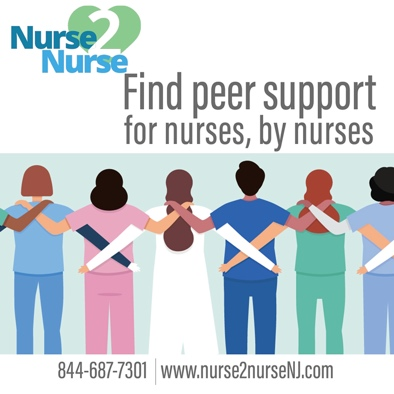 Nurse 2
Nurse
Find peer support
for nurses, by nurses
844-687-7301 | www.nurse2nurseNJ.com